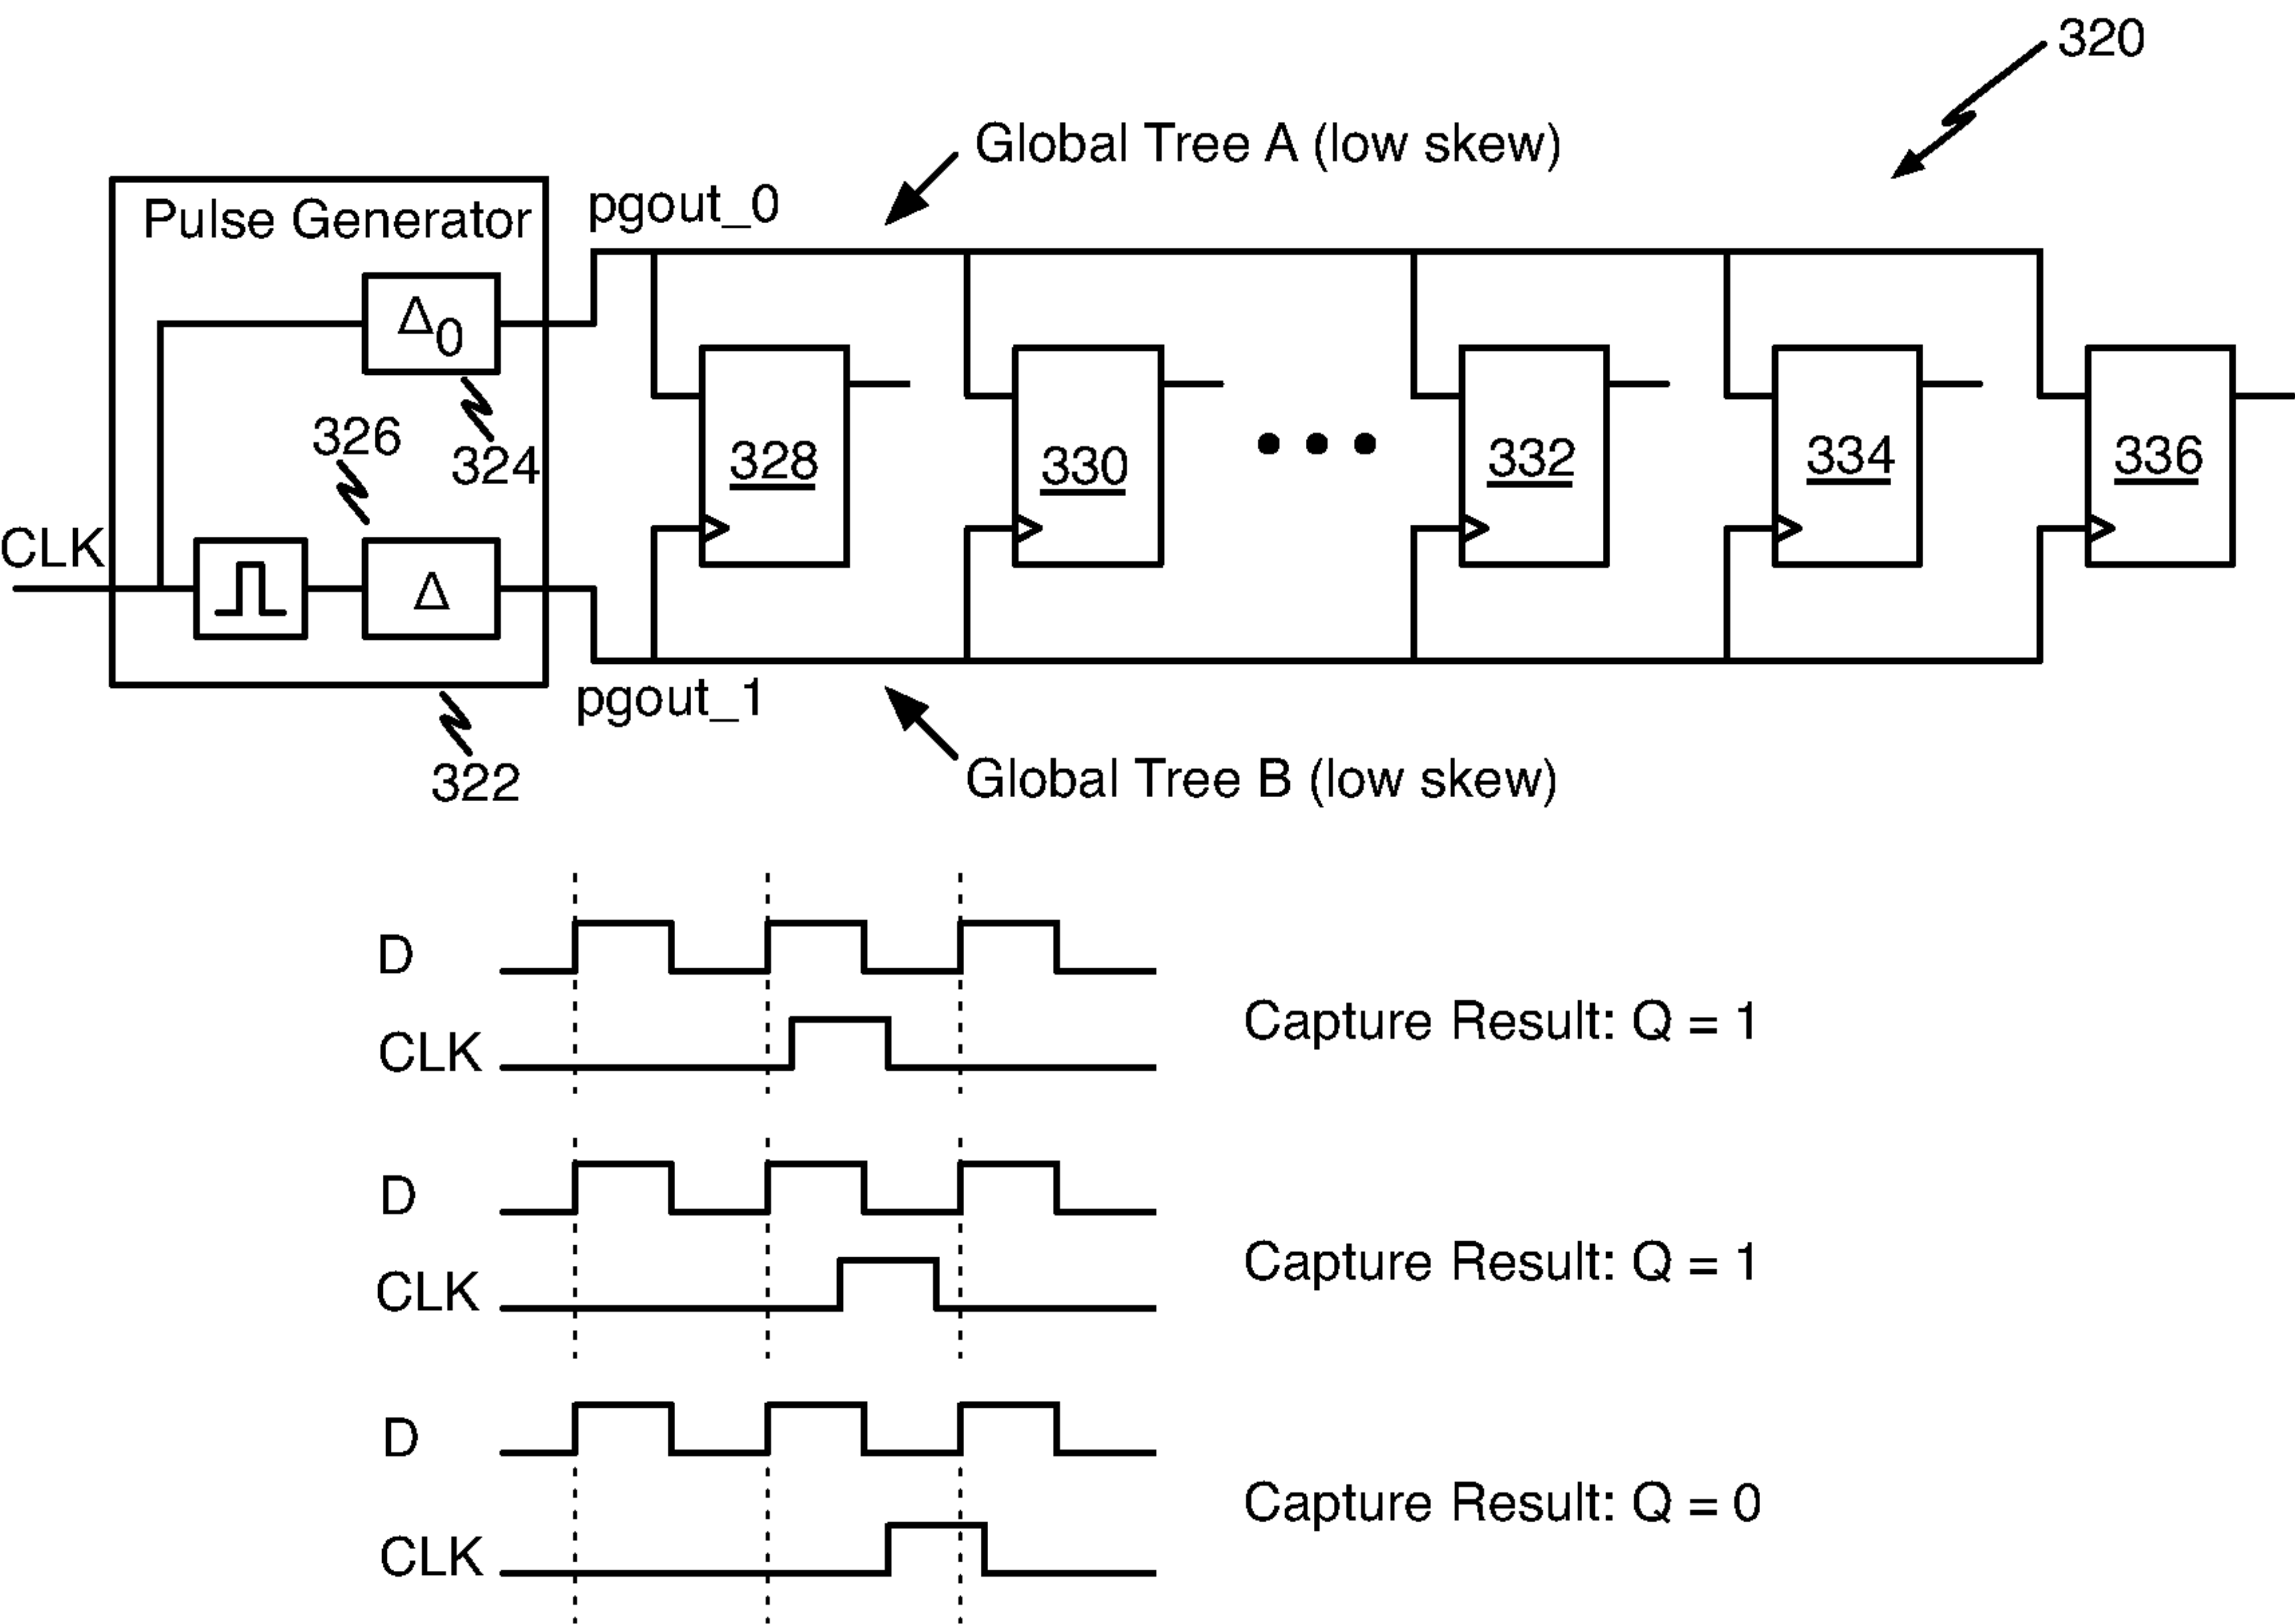 320
Global Tree A (low skew)
pgout_0
Pulse Generator
Δ0
326
324
328
330
332
334
336
CLK
Δ
pgout_1
322
Global Tree B (low skew)
D
CLK
Capture Result: Q = 1
D
CLK
Capture Result: Q = 1
D
CLK
Capture Result: Q = 0